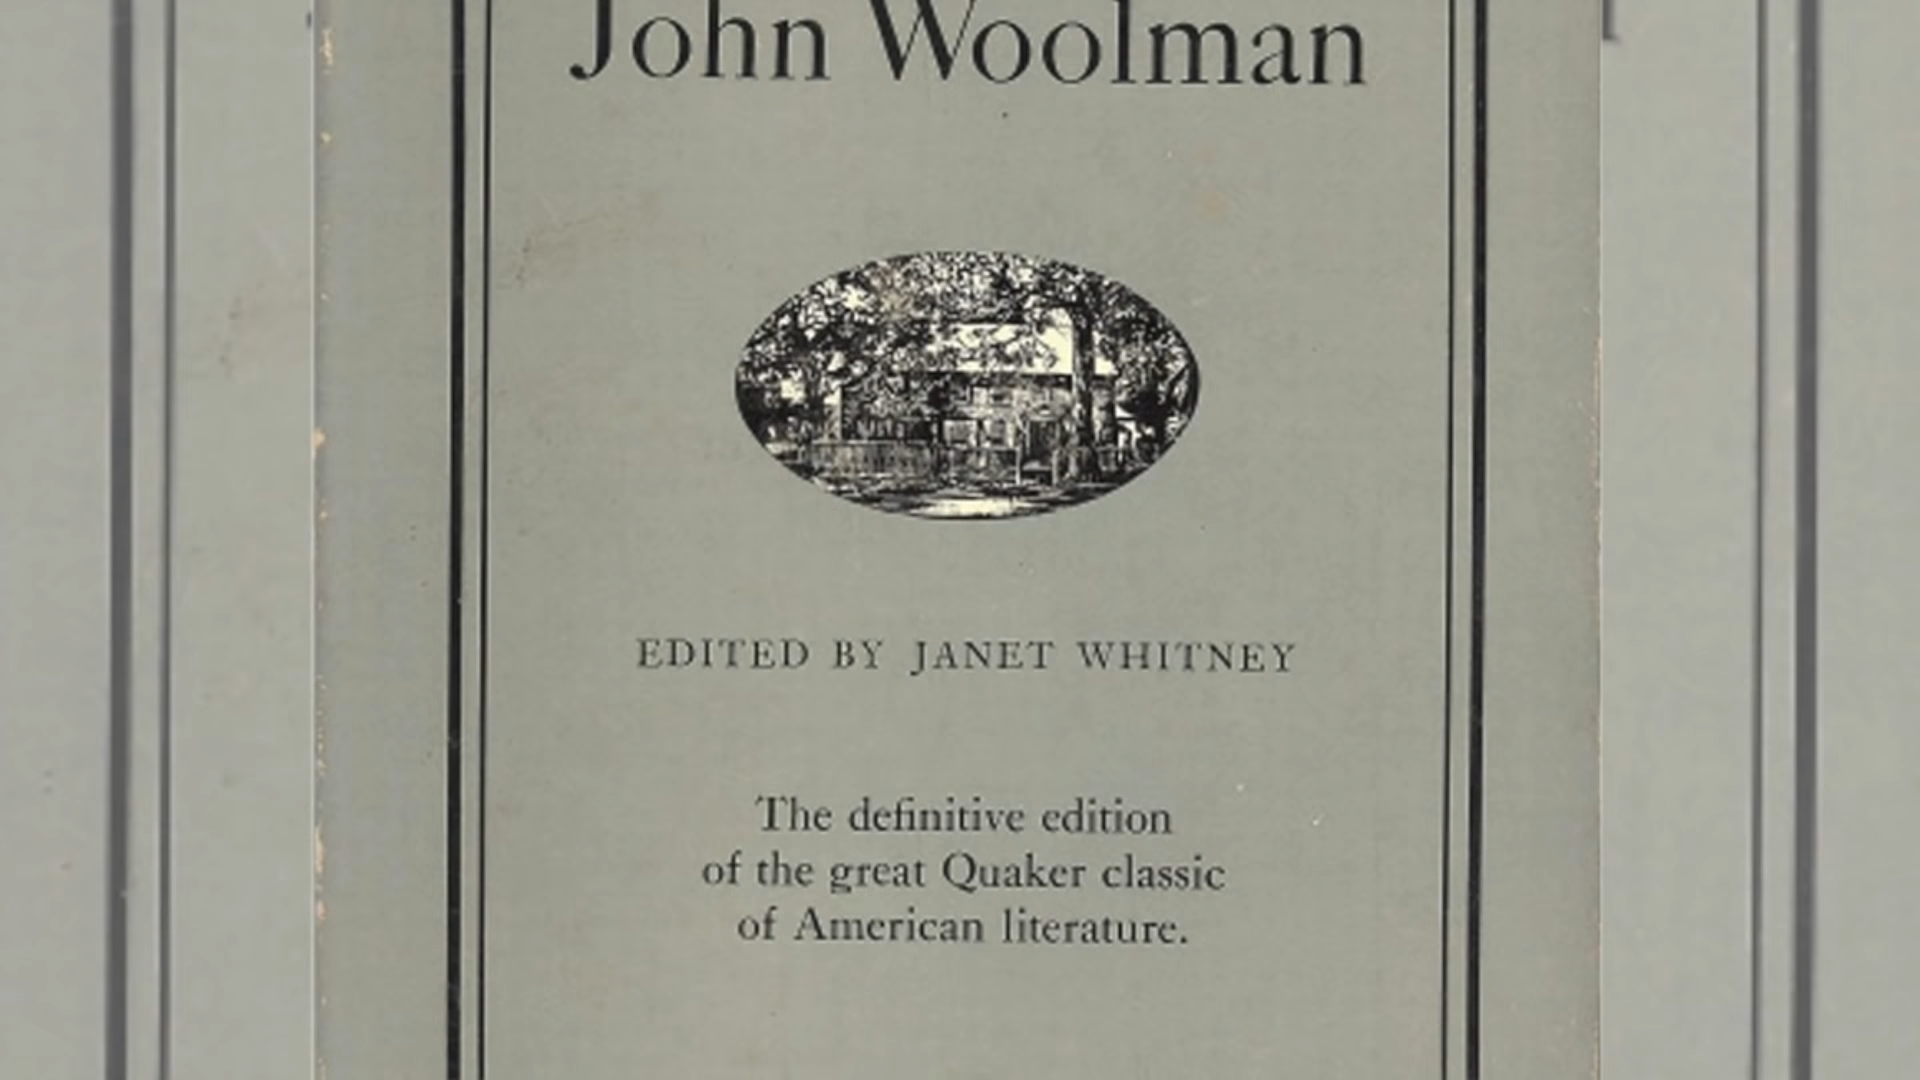 John Woolman
EDITED BY JANET WHITNEY
The definitive edition
of the great Quaker classic
of American literature.